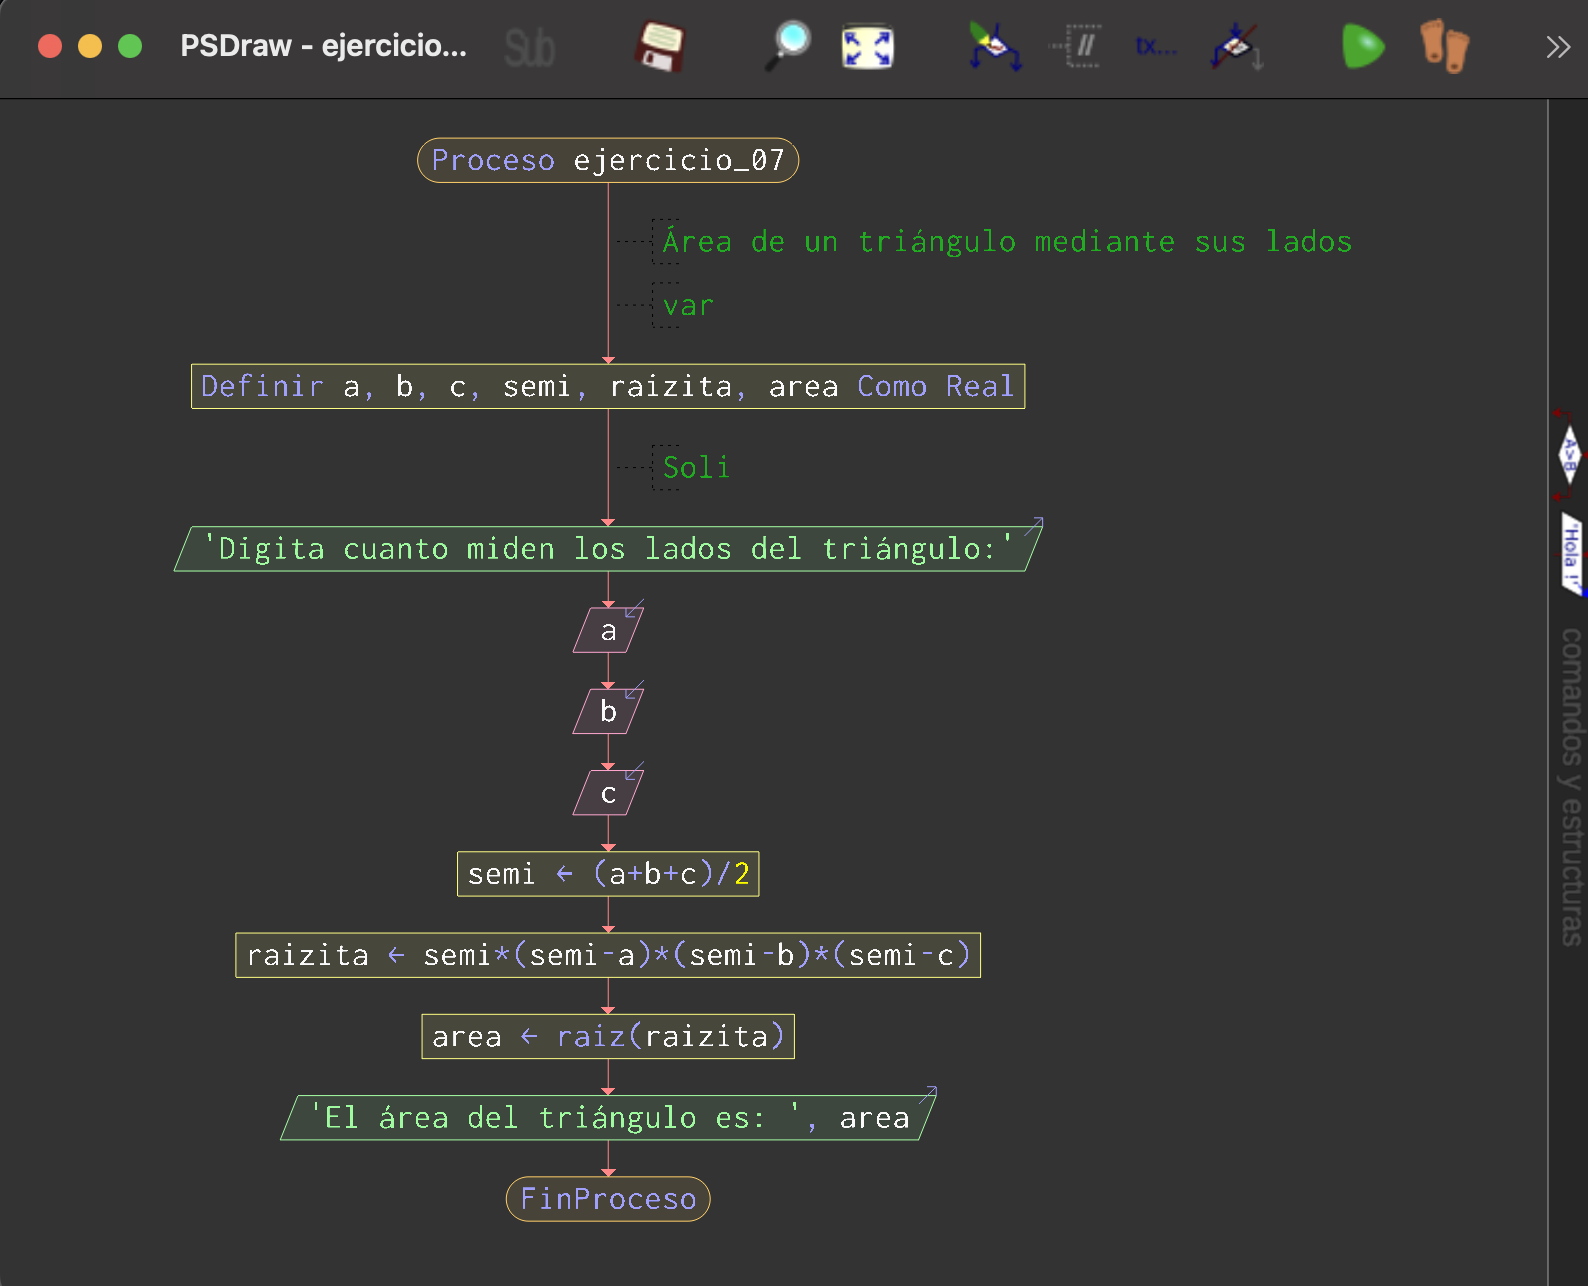 PSDraw - ejercicio...
Sub
//
tx...
Proceso ejercicio_07
Área de un triángulo mediante sus lados
var
Definir a, b, c, semi, raizita, area Como Real
Soli
'Digita cuanto miden los lados del triángulo:'
a
b
c
semi ← (a+b+c)/2
raizita ← semi*(semi-a)*(semi-b)*(semi-c)
area ← raiz(raizita)
'El área del triángulo es: ', area
FinProceso
A>B
'Hola !'
comandos y estructuras